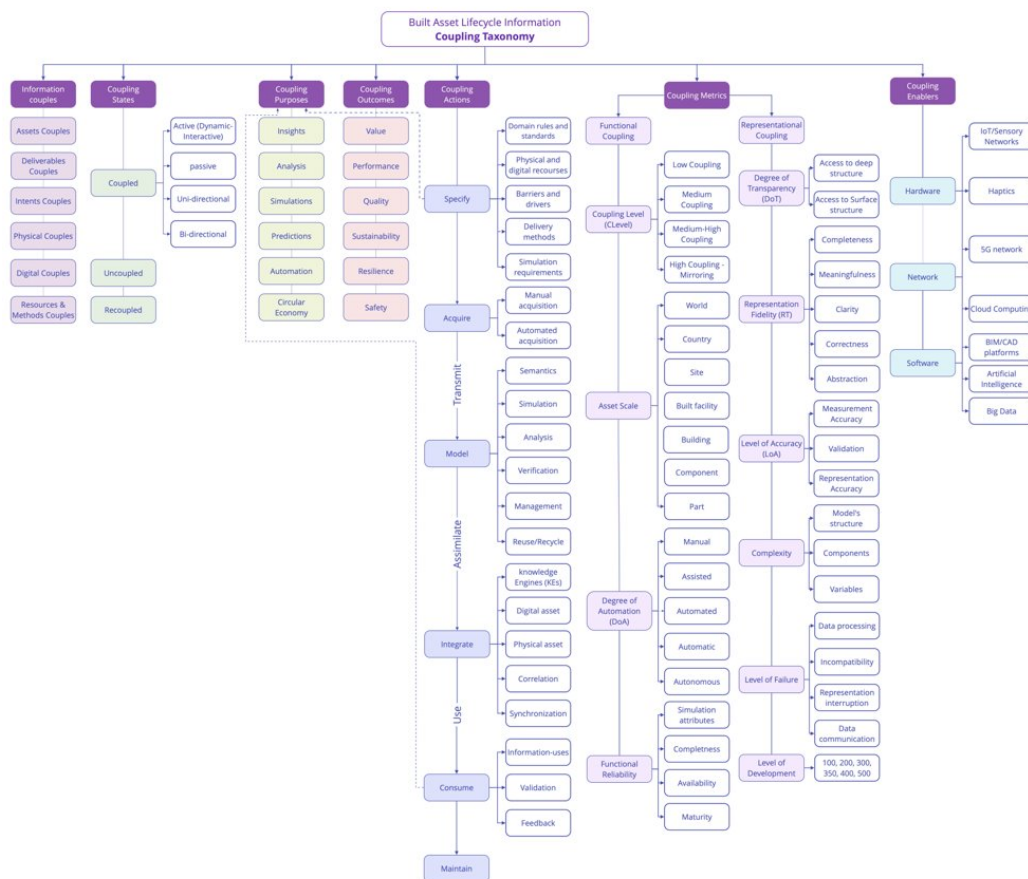 Built Asset Lifecycle Information
Coupling Taxonomy
Information
couples
Assets Couples
Deliverables
Couples
Intents Couples
Physical Couples
Digital Couples
Resources &
Methods Couples
Coupling
States
Coupled
Active (Dynamic-
Interactive)
passive
Uni-directional
Bi-directional
Uncoupled
Recoupled
Coupling
Purposes
Insights
Analysis
Simulations
Predictions
Automation
Circular
Economy
Coupling
Outcomes
Value
Performance
Quality
Sustainability
Resilience
Safety
Coupling
Actions
Specify
Domain rules and
standards
Physical and
digital recourses
Barriers and
drivers
Delivery
methods
Simulation
requirements
Acquire
Manual
acquisition
Automated
acquisition
Transmit
Model
Semantics
Simulation
Analysis
Verification
Management
Reuse/Recycle
Assimilate
Integrate
knowledge
Engines (KEs)
Digital asset
Physical asset
Correlation
Synchronization
Use
Consume
Information-uses
Validation
Feedback
Maintain
Coupling Metrics
Functional
Coupling
Coupling Level
(CLevel)
Low Coupling
Medium
Coupling
Medium-High
Coupling
High Coupling -
Mirroring
Asset Scale
World
Country
Site
Built facility
Building
Component
Part
Degree of
Automation
(DoA)
Manual
Assisted
Automated
Automatic
Autonomous
Functional
Reliability
Simulation
attributes
Completness
Availability
Maturity
Representational
Coupling
Degree of
Transparency
(DoT)
Access to deep
structure
Access to Surface
structure
Representation
Fidelity (RT)
Completeness
Meaningfulness
Clarity
Correctness
Abstraction
Level of Accuracy
(LoA)
Measurement
Accuracy
Validation
Representation
Accuracy
Complexity
Model's
structure
Components
Variables
Level of Failure
Data processing
Incompatibility
Representation
interruption
Data
communication
Level of
Development
100, 200, 300,
350, 400, 500
Coupling
Enablers
Hardware
IoT/Sensory
Networks
Haptics
Network
5G network
Cloud Computin
Software
BIM/CAD
platforms
Artificial
Intelligence
Big Data